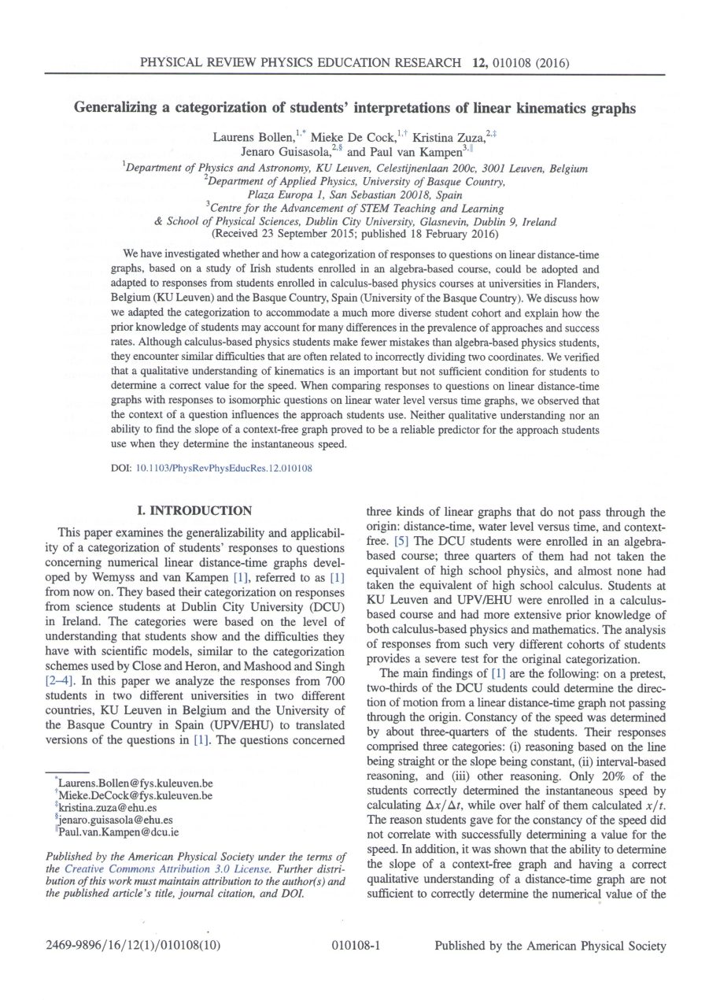 PHYSICAL REVIEW PHYSICS EDUCATION RESEARCH 12, 010108 (2016)
Generalizing a categorization of students' interpretations of linear kinematics graphs
Laurens Bollen,1,* Mieke De Cock,1,† Kristina Zuza,2,‡
Jenaro Guisasola,2,§ and Paul van Kampen3,∥
1Department of Physics and Astronomy, KU Leuven, Celestijnenlaan 200c, 3001 Leuven, Belgium
2Department of Applied Physics, University of Basque Country,
Plaza Europa 1, San Sebastian 20018, Spain
3Centre for the Advancement of STEM Teaching and Learning
& School of Physical Sciences, Dublin City University, Glasnevin, Dublin 9, Ireland
(Received 23 September 2015; published 18 February 2016)
We have investigated whether and how a categorization of responses to questions on linear distance-time
graphs, based on a study of Irish students enrolled in an algebra-based course, could be adopted and
adapted to responses from students enrolled in calculus-based physics courses at universities in Flanders,
Belgium (KU Leuven) and the Basque Country, Spain (University of the Basque Country). We discuss how
we adapted the categorization to accommodate a much more diverse student cohort and explain how the
prior knowledge of students may account for many differences in the prevalence of approaches and success
rates. Although calculus-based physics students make fewer mistakes than algebra-based physics students,
they encounter similar difficulties that are often related to incorrectly dividing two coordinates. We verified
that a qualitative understanding of kinematics is an important but not sufficient condition for students to
determine a correct value for the speed. When comparing responses to questions on linear distance-time
graphs with responses to isomorphic questions on linear water level versus time graphs, we observed that
the context of a question influences the approach students use. Neither qualitative understanding nor an
ability to find the slope of a context-free graph proved to be a reliable predictor for the approach students
use when they determine the instantaneous speed.
DOI: 10.1103/PhysRevPhysEducRes.12.010108
I. INTRODUCTION
This paper examines the generalizability and applicabil-
ity of a categorization of students' responses to questions
concerning numerical linear distance-time graphs devel-
oped by Wemyss and van Kampen [1], referred to as [1]
from now on. They based their categorization on responses
from science students at Dublin City University (DCU)
in Ireland. The categories were based on the level of
understanding that students show and the difficulties they
have with scientific models, similar to the categorization
schemes used by Close and Heron, and Mashood and Singh
[2–4]. In this paper we analyze the responses from 700
students in two different universities in two different
countries, KU Leuven in Belgium and the University of
the Basque Country in Spain (UPV/EHU) to translated
versions of the questions in [1]. The questions concerned
*Laurens.Bollen@fys.kuleuven.be
†Mieke.DeCock@fys.kuleuven.be
‡kristina.zuza@ehu.es
§jenaro.guisasola@ehu.es
∥Paul.van.Kampen@dcu.ie
Published by the American Physical Society under the terms of
the Creative Commons Attribution 3.0 License. Further distri-
bution of this work must maintain attribution to the author(s) and
the published article's title, journal citation, and DOI.
three kinds of linear graphs that do not pass through the
origin: distance-time, water level versus time, and context-
free. [5] The DCU students were enrolled in an algebra-
based course; three quarters of them had not taken the
equivalent of high school physics, and almost none had
taken the equivalent of high school calculus. Students at
KU Leuven and UPV/EHU were enrolled in a calculus-
based course and had more extensive prior knowledge of
both calculus-based physics and mathematics. The analysis
of responses from such very different cohorts of students
provides a severe test for the original categorization.
The main findings of [1] are the following: on a pretest,
two-thirds of the DCU students could determine the direc-
tion of motion from a linear distance-time graph not passing
through the origin. Constancy of the speed was determined
by about three-quarters of the students. Their responses
comprised three categories: (i) reasoning based on the line
being straight or the slope being constant, (ii) interval-based
reasoning, and (iii) other reasoning. Only 20% of the
students correctly determined the instantaneous speed by
calculating Δx/Δt, while over half of them calculated x/t.
The reason students gave for the constancy of the speed did
not correlate with successfully determining a value for the
speed. In addition, it was shown that the ability to determine
the slope of a context-free graph and having a correct
qualitative understanding of a distance-time graph are not
sufficient to correctly determine the numerical value of the
2469-9896/16/12(1)/010108(10)
010108-1
Published by the American Physical Society